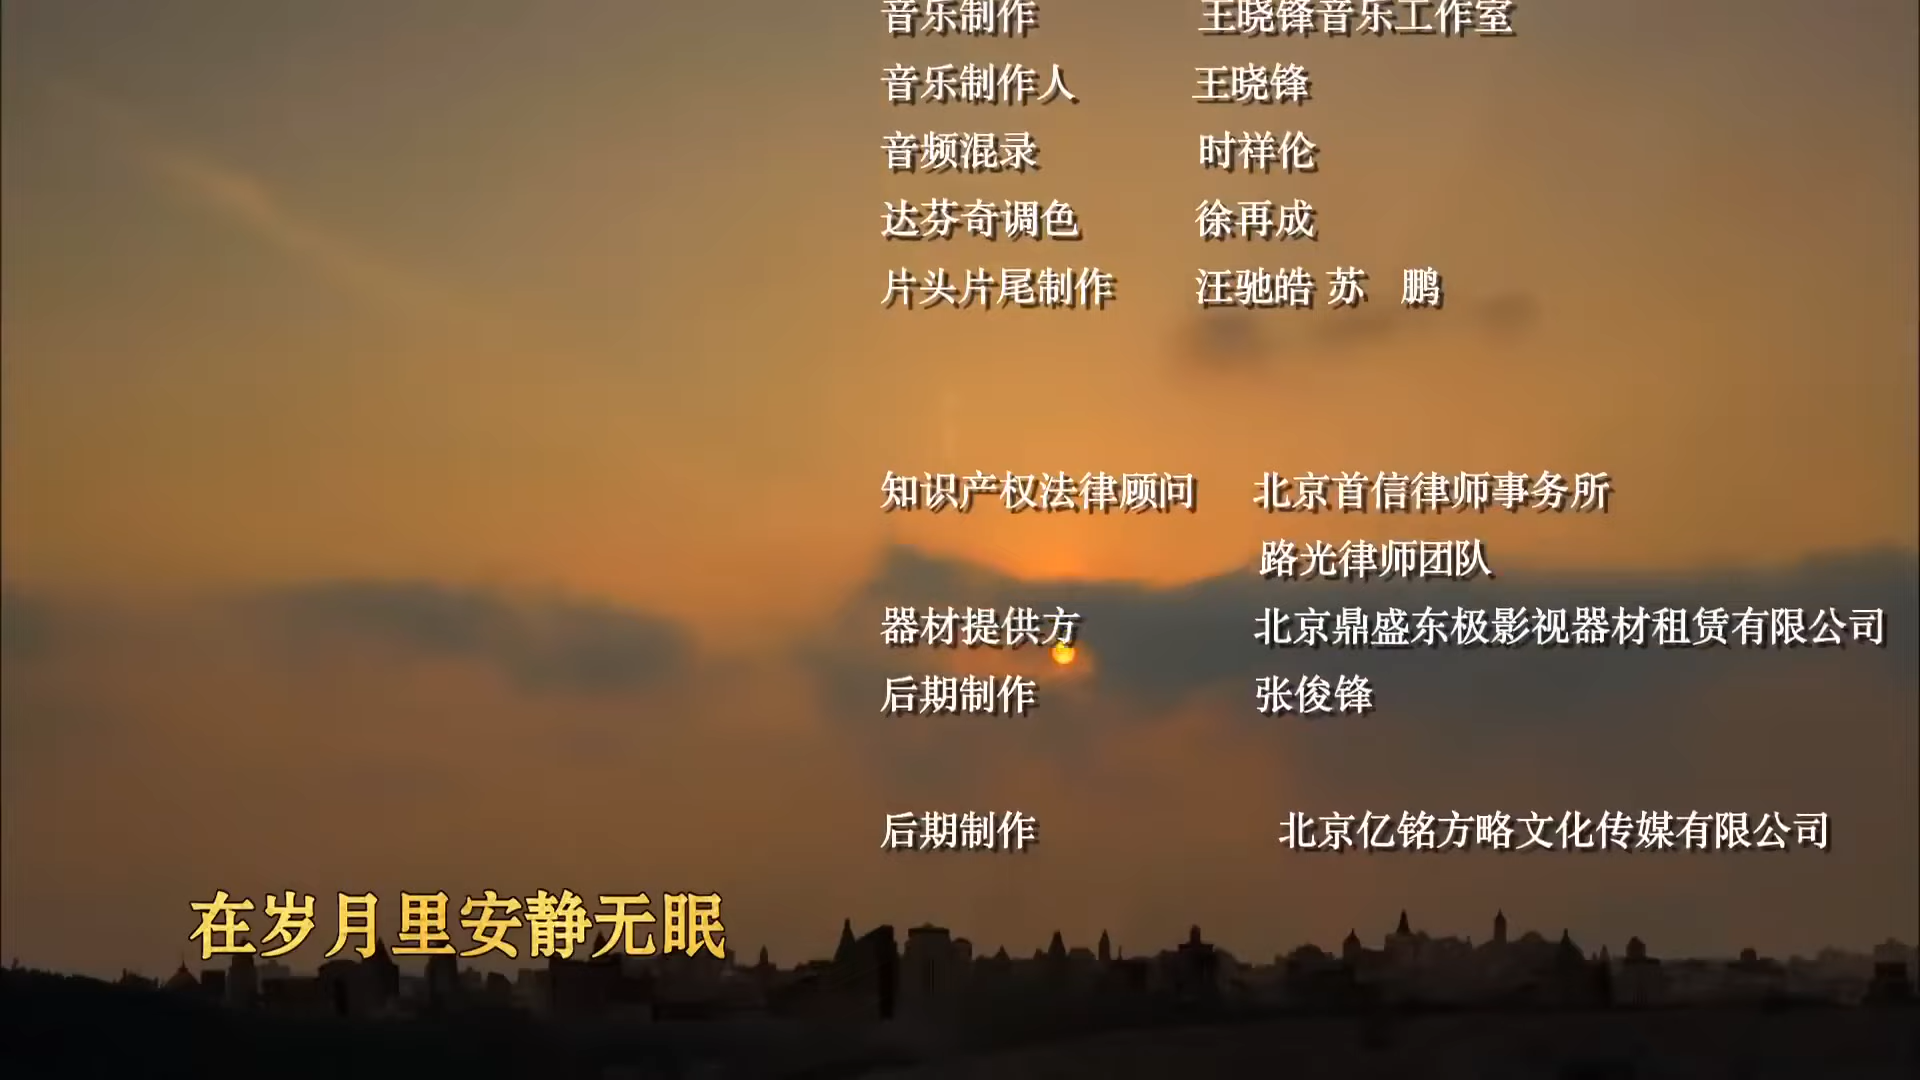 音乐制作 王晓锋音乐工作室
音乐制作人 王晓锋
音频混录 时祥伦
达芬奇调色 徐再成
片头片尾制作 汪驰皓 苏 鹏
知识产权法律顾问 北京首信律师事务所
路光律师团队
器材提供方 北京鼎盛东极影视器材租赁有限公司
后期制作 张俊锋
后期制作 北京亿铭方略文化传媒有限公司
在岁月里安静无眠